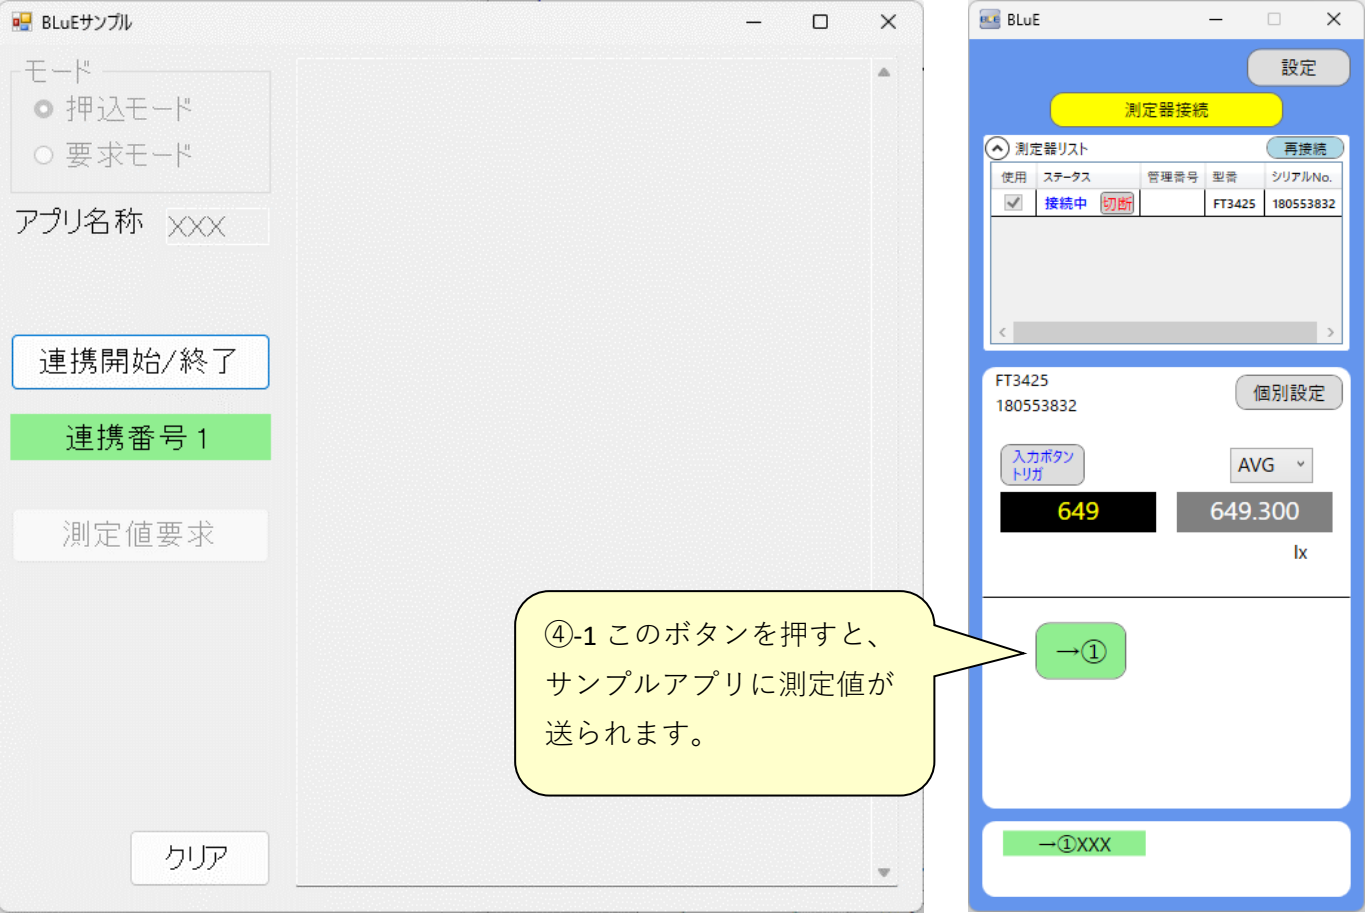 BLuEサンプル
モード
押込モード
要求モード
アプリ名称 XXX
連携開始/終了
連携番号 1
測定値要求
クリア
④-1 このボタンを押すと、
サンプルアプリに測定値が
送られます。
BLuE
設定
測定器接続
測定器リスト 再接続
使用 ステータス 管理番号 型番 シリアルNo.
接続中 切断 FT3425 180553832
FT3425
180553832
個別設定
入力ボタン
トリガ
AVG
649 649.300
lx
→①
→①XXX